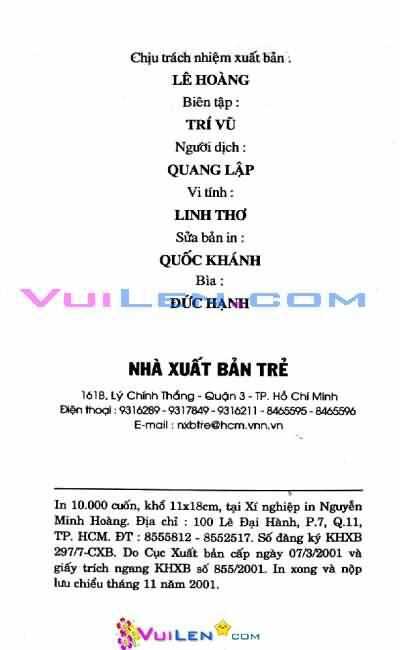 Chịu trách nhiệm xuất bản :
LÊ HOÀNG
Biên tập :
TRÍ VŨ
Người dịch :
QUANG LẬP
Vi tính :
LINH THƠ
Sửa bản in :
QUỐC KHÁNH
Bìa :
VUILEN.COM
ĐỨC HẠNH
NHÀ XUẤT BẢN TRẺ
161B, Lý Chính Thắng - Quận 3 - TP. Hồ Chí Minh
Điện thoại : 9316289 - 9317849 - 9316211 - 8465595 - 8465596
E-mail : nxbtre@hcm.vnn.vn
In 10.000 cuốn, khổ 11x18cm, tại Xí nghiệp in Nguyễn
Minh Hoàng. Địa chỉ : 100 Lê Đại Hành, P.7, Q.11,
TP. HCM. ĐT : 8555812 - 8552517. Số đăng ký KHXB
297/7-CXB. Do Cục Xuất bản cấp ngày 07/3/2001 và
giấy trích ngang KHXB số 855/2001. In xong và nộp
lưu chiểu tháng 11 năm 2001.
VUILEN.COM